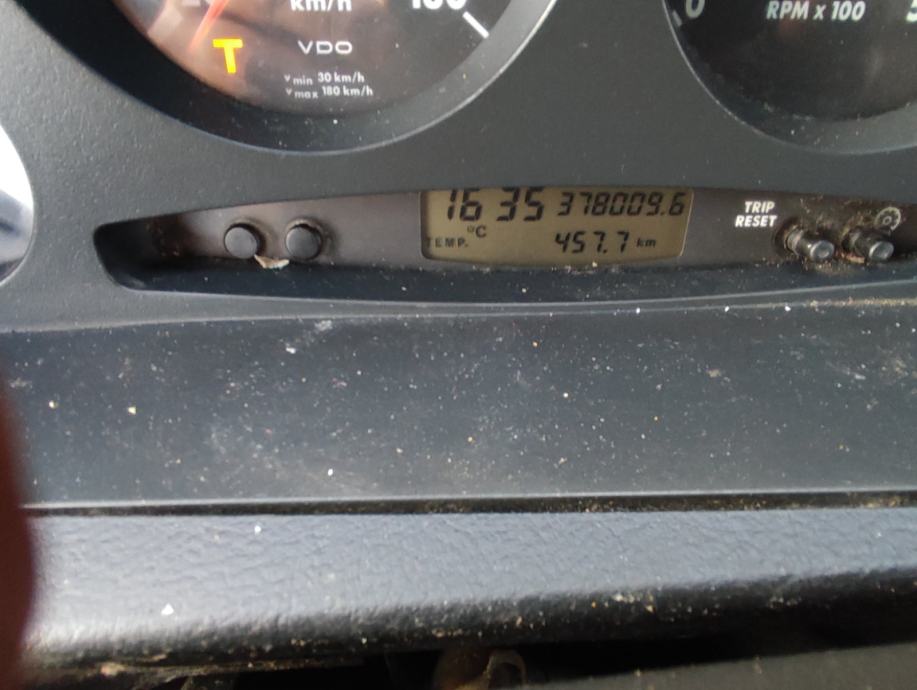 km/h
T
VDO
v min 30 km/h
v max 180 km/h
0
RPM x 100
16 35 378009.6
°C
TEMP.
457.7 km
TRIP
RESET